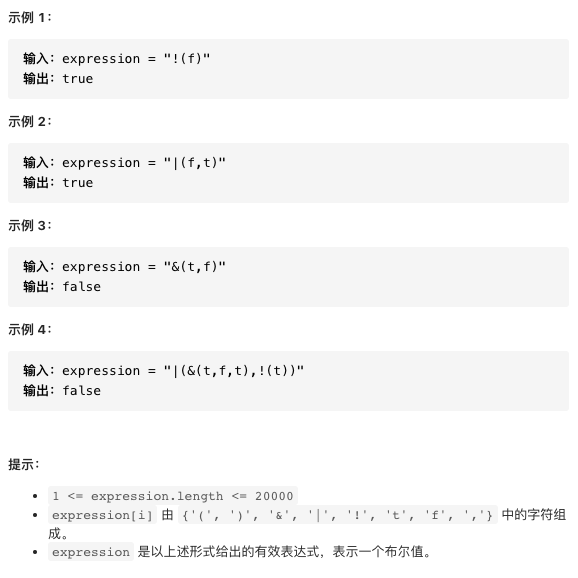 示例 1：
输入：expression = "!(f)"
输出：true
示例 2：
输入：expression = "|(f,t)"
输出：true
示例 3：
输入：expression = "&(t,f)"
输出：false
示例 4：
输入：expression = "|(&(t,f,t),!(t))"
输出：false
提示：
• 1 <= expression.length <= 20000
• expression[i] 由 {'(', ')', '&', '|', '!', 't', 'f', ','} 中的字符组
成。
• expression 是以上述形式给出的有效表达式，表示一个布尔值。